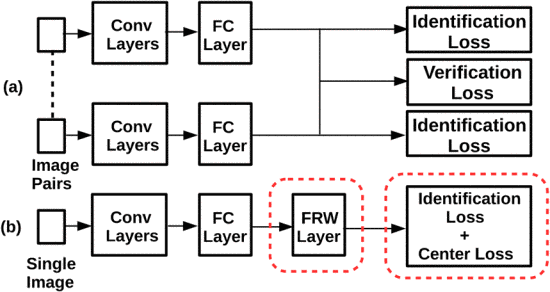 Conv
Layers
FC
Layer
Identification
Loss
(a)
Verification
Loss
Conv
Layers
FC
Layer
Identification
Loss
Image
Pairs
(b)
Conv
Layers
FC
Layer
FRW
Layer
Identification
Loss
+
Center Loss
Single
Image